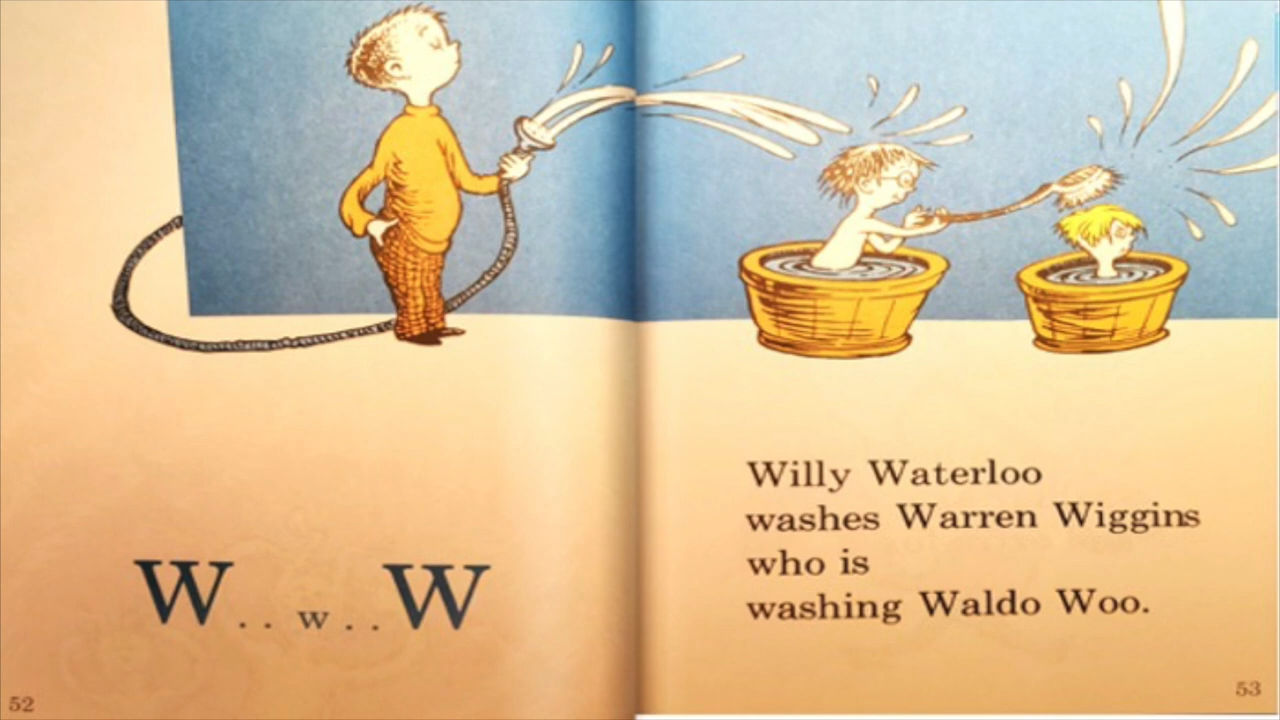 W..w..W
52
Willy Waterloo
washes Warren Wiggins
who is
washing Waldo Woo.
53